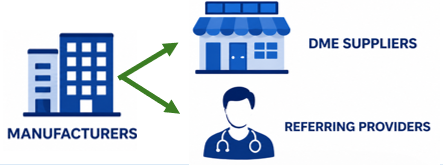 DME SUPPLIERS
MANUFACTURERS
REFERRING PROVIDERS